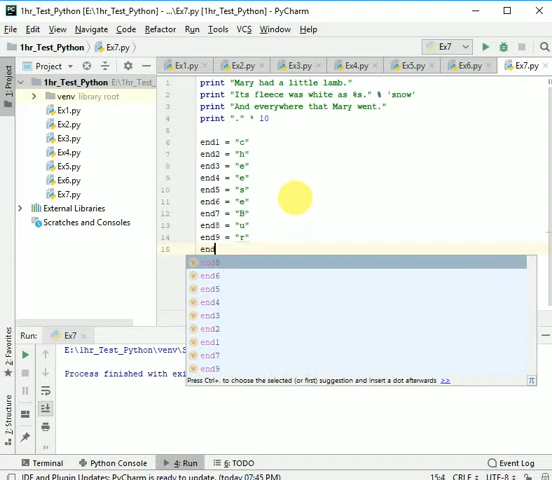 1hr_Test_Python [E:\1hr_Test_Python] - ...\Ex7.py [1hr_Test_Python] - PyCharm
File Edit View Navigate Code Refactor Run Tools VCS Window Help
1hr_Test_Python Ex7.py Ex7
Project Ex1.py Ex2.py Ex3.py Ex4.py Ex5.py Ex6.py Ex7.py
1: Project
1hr_Test_Python E:\1hr_Test_
venv library root
Ex1.py
Ex2.py
Ex3.py
Ex4.py
Ex5.py
Ex6.py
Ex7.py
External Libraries
Scratches and Consoles
1 print "Mary had a little lamb."
2 print "Its fleece was white as %s." % 'snow'
3 print "And everywhere that Mary went."
4 print "." * 10
5
6 end1 = "c"
7 end2 = "h"
8 end3 = "e"
9 end4 = "e"
10 end5 = "s"
11 end6 = "e"
12 end7 = "B"
13 end8 = "u"
14 end9 = "r"
15 end
end8
end6
end5
end4
end3
end2
end1
end7
end9
Press Ctrl+. to choose the selected (or first) suggestion and insert a dot afterwards >>
2: Favorites
7: Structure
Run: Ex7
E:\1hr_Test_Python\venv\S
Process finished with exi
Terminal Python Console 4: Run 6: TODO Event Log
IDE and Plugin Updates: PyCharm is ready to update. (today 07:45 PM) 15:4 CRLF UTF-8